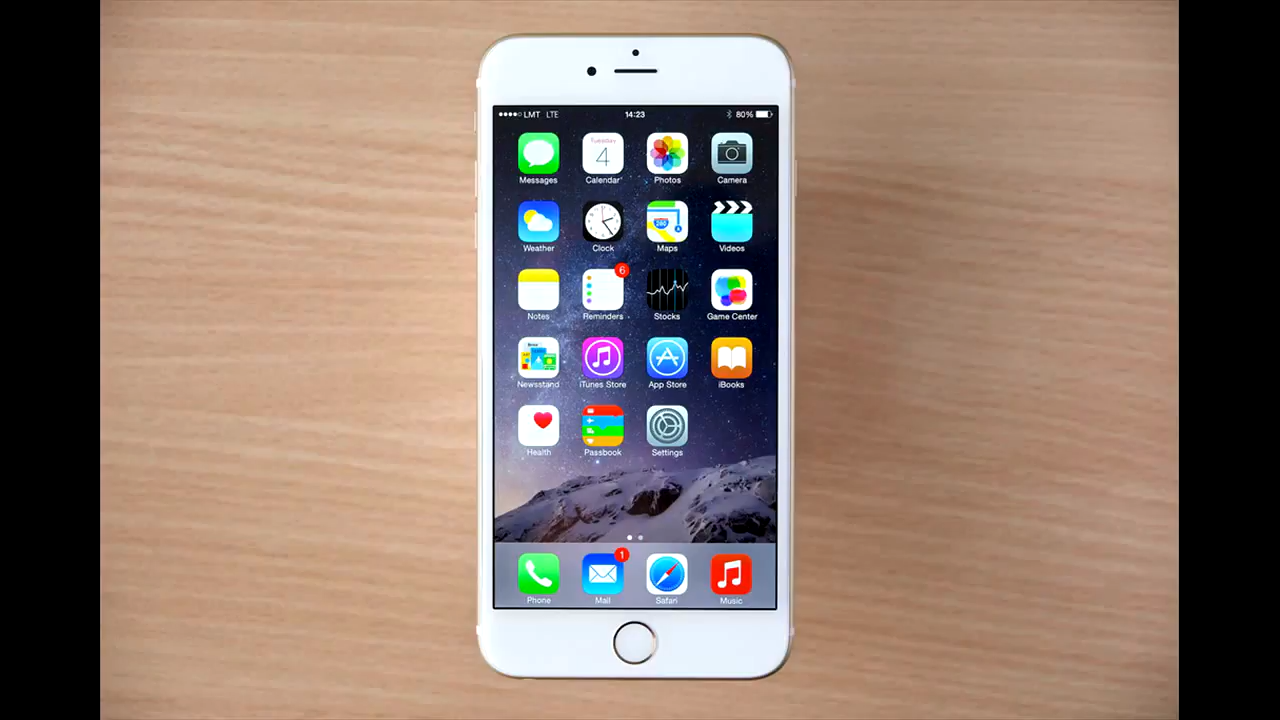 LMT LTE 14:23 80%
Tuesday
4
Messages Calendar Photos Camera
280
Weather Clock Maps Videos
6
Notes Reminders Stocks Game Center
Newsstand iTunes Store App Store iBooks
Health Passbook Settings
1
Phone Mail Safari Music